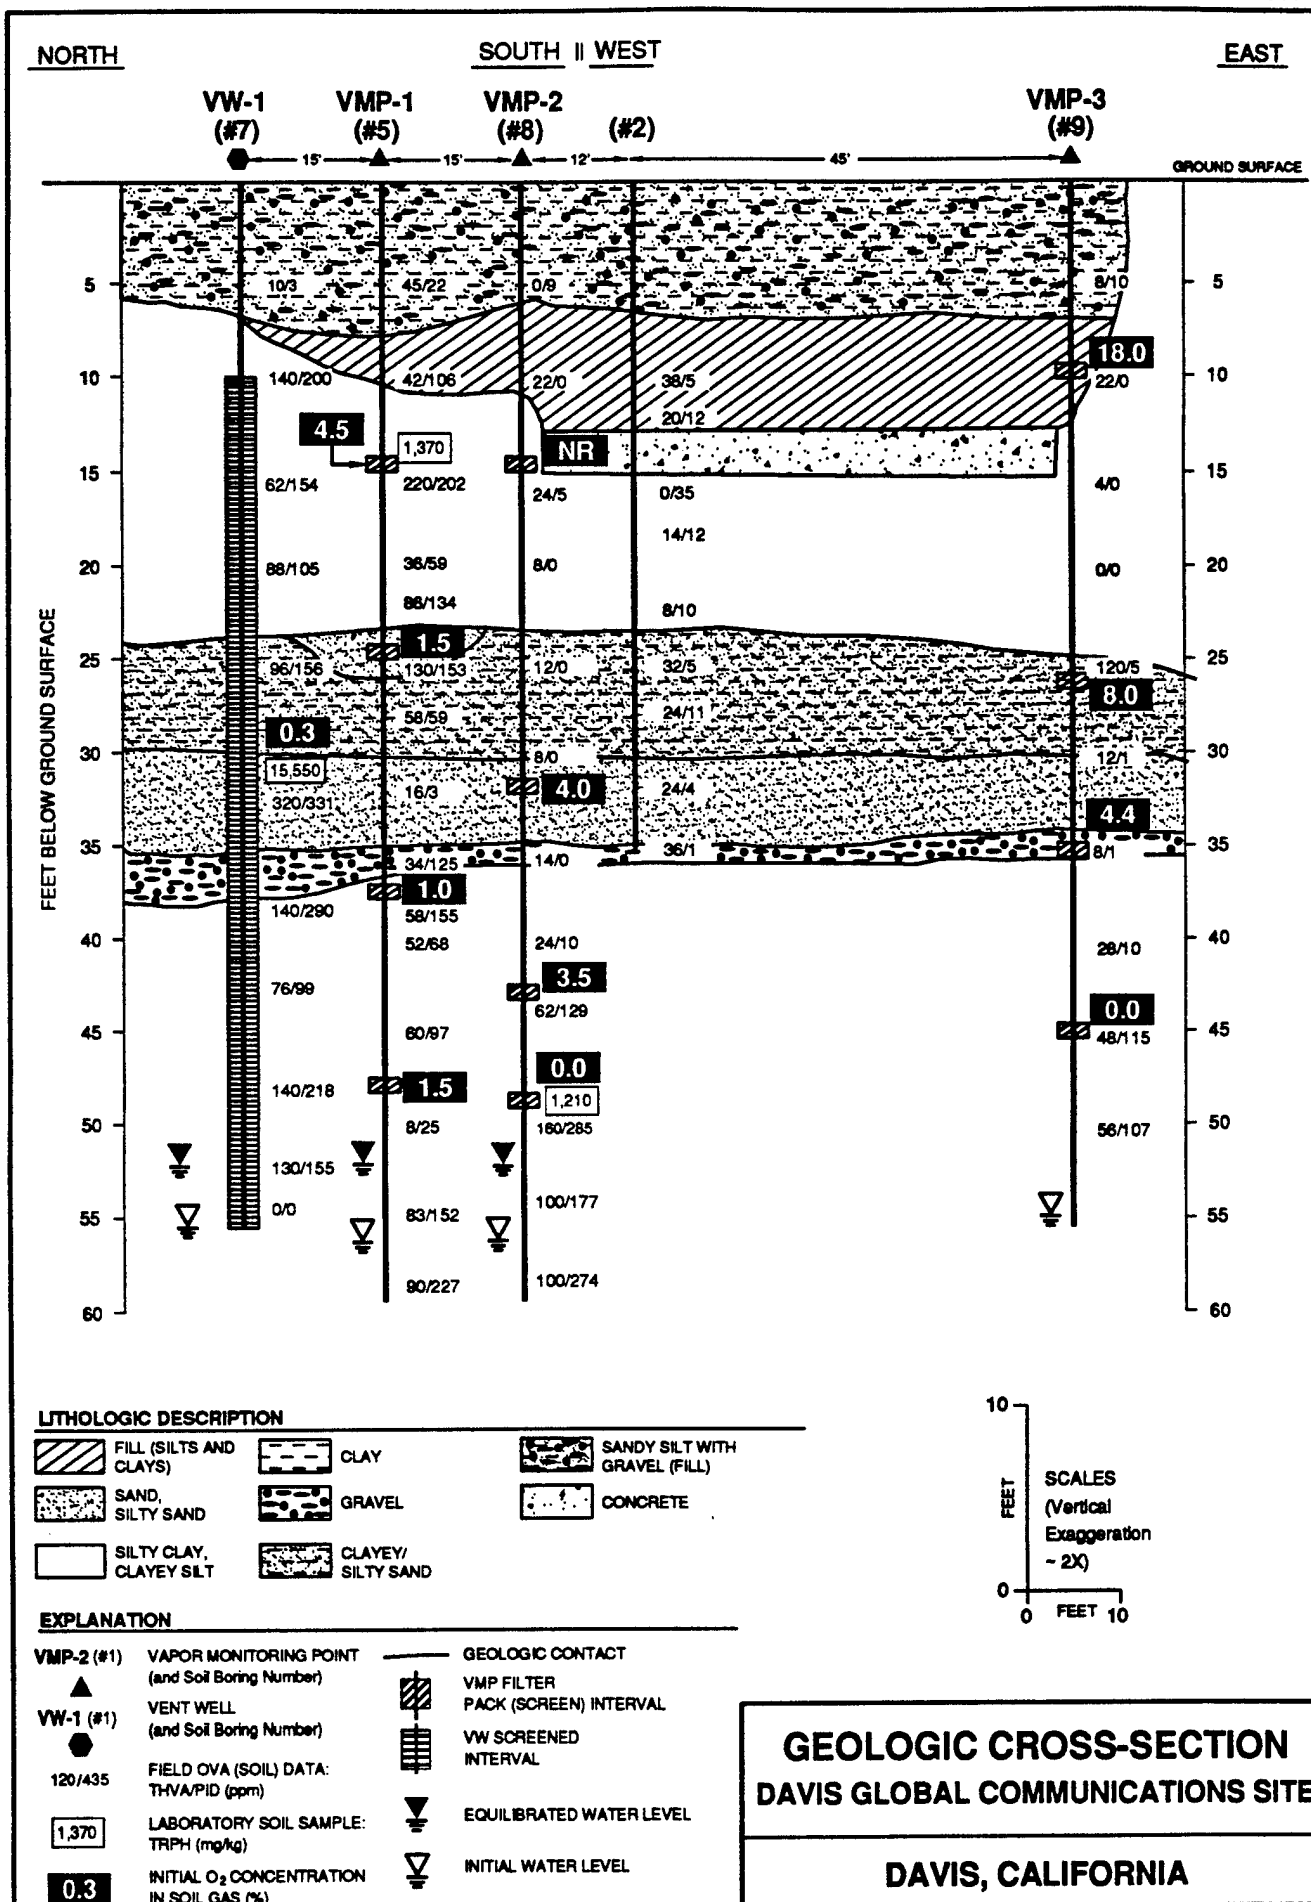 NORTH
SOUTH || WEST
EAST
VW-1
(#7)
VMP-1
(#5)
VMP-2
(#8)
(#2)
VMP-3
(#9)
15'
15'
12'
45'
GROUND SURFACE
FEET BELOW GROUND SURFACE
5
10/3
45/22
0/9
8/10
5
18.0
10
140/200
42/106
22/0
38/5
22/0
10
20/12
4.5
1,370
NR
15
62/154
220/202
24/5
0/35
4/0
15
14/12
20
88/105
36/59
8/0
0/0
20
86/134
8/10
1.5
25
96/156
130/153
12/0
32/5
120/5
25
8.0
58/59
24/11
0.3
30
8/0
12/1
30
15,550
320/331
16/3
4.0
24/4
4.4
35
34/125
14/0
36/1
8/1
35
1.0
140/290
58/155
40
52/68
24/10
28/10
40
3.5
76/99
62/129
0.0
45
60/97
48/115
45
0.0
140/218
1.5
1,210
50
8/25
160/285
56/107
50
130/155
100/177
55
0/0
83/152
55
90/227
100/274
60
60
LITHOLOGIC DESCRIPTION
FILL (SILTS AND
CLAYS)
CLAY
SANDY SILT WITH
GRAVEL (FILL)
SAND,
SILTY SAND
GRAVEL
CONCRETE
SILTY CLAY,
CLAYEY SILT
CLAYEY/
SILTY SAND
10
FEET
0
0 FEET 10
SCALES
(Vertical
Exaggeration
~ 2X)
EXPLANATION
VMP-2 (#1)
VAPOR MONITORING POINT
(and Soil Boring Number)
VW-1 (#1)
VENT WELL
(and Soil Boring Number)
120/435
FIELD OVA (SOIL) DATA:
THVA/PID (ppm)
1,370
LABORATORY SOIL SAMPLE:
TRPH (mg/kg)
0.3
INITIAL O₂ CONCENTRATION
IN SOIL GAS (%)
GEOLOGIC CONTACT
VMP FILTER
PACK (SCREEN) INTERVAL
VW SCREENED
INTERVAL
EQUILIBRATED WATER LEVEL
INITIAL WATER LEVEL
GEOLOGIC CROSS-SECTION
DAVIS GLOBAL COMMUNICATIONS SITE
DAVIS, CALIFORNIA